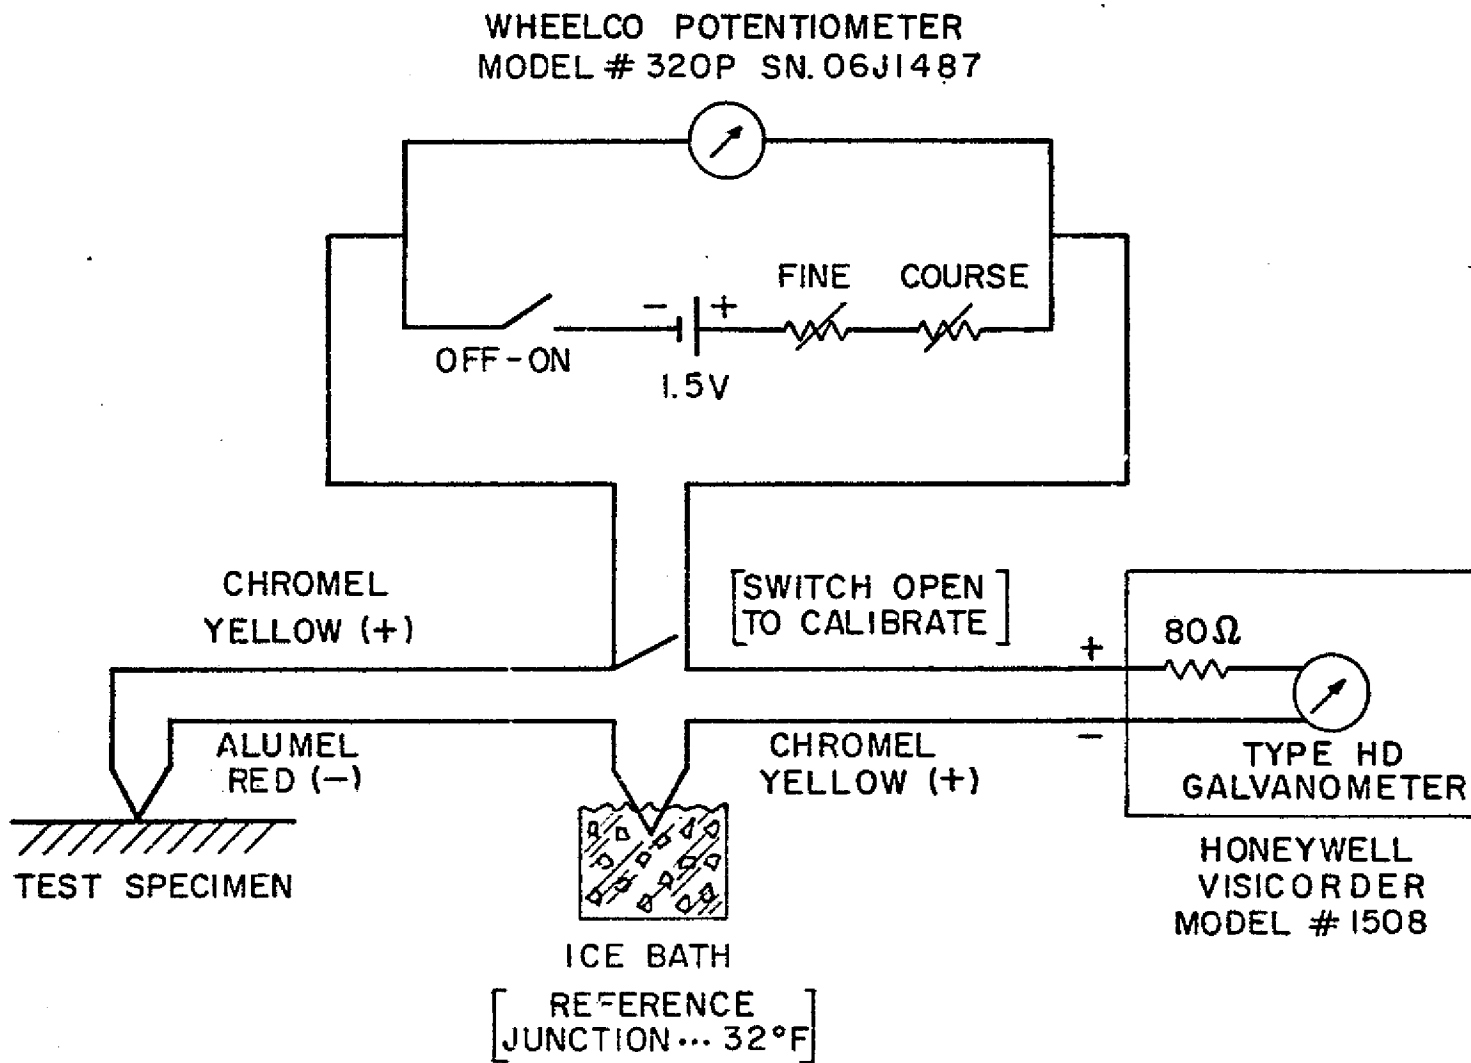 WHEELCO POTENTIOMETER
MODEL # 320P SN. 06J1487
FINE
COURSE
- +
OFF-ON
1.5V
CHROMEL
YELLOW (+)
[SWITCH OPEN
TO CALIBRATE]
+
80Ω
ALUMEL
RED (-)
CHROMEL
YELLOW (+)
-
TYPE HD
GALVANOMETER
TEST SPECIMEN
HONEYWELL
VISICORDER
MODEL # 1508
ICE BATH
[REFERENCE
JUNCTION ... 32°F]